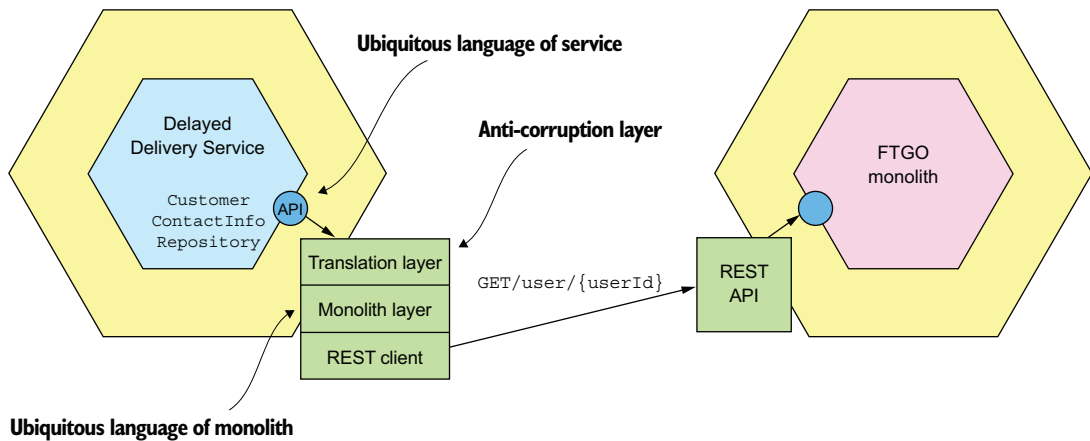 Ubiquitous language of service
Delayed
Delivery Service
Anti-corruption layer
FTGO
monolith
Customer
ContactInfo
Repository
API
Translation layer
Monolith layer
REST client
GET/user/{userId}
REST
API
Ubiquitous language of monolith